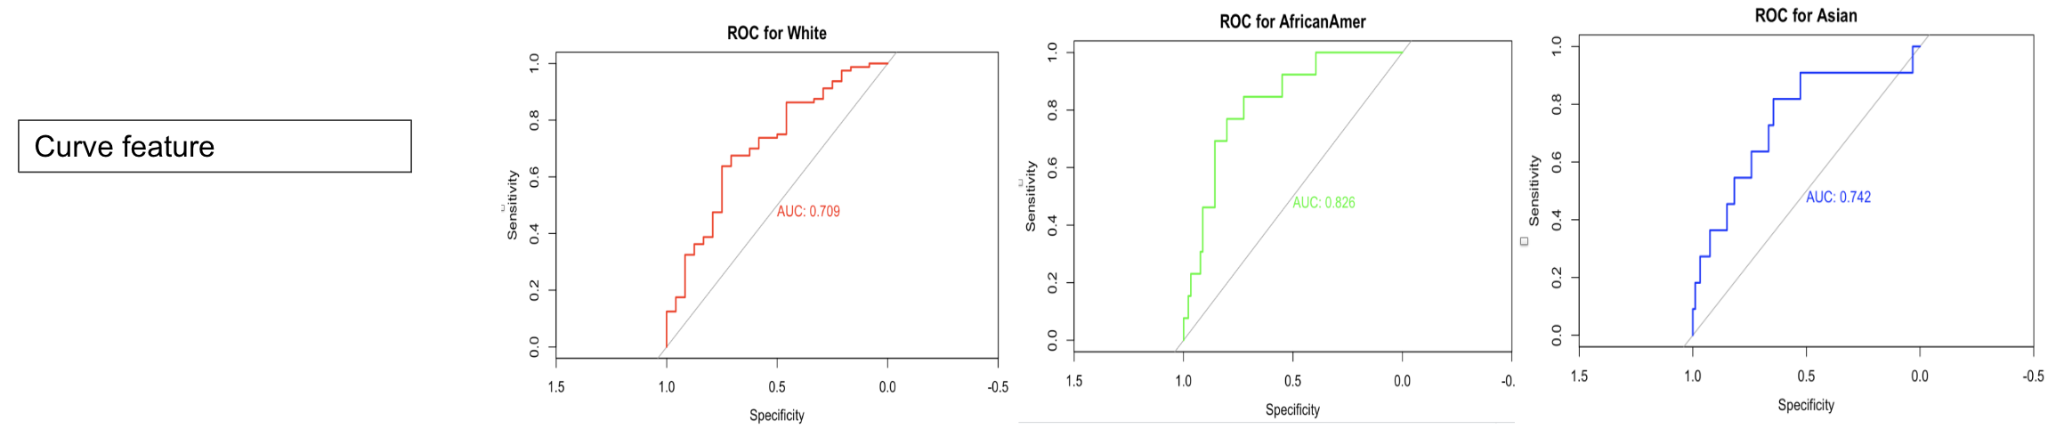 Curve feature
ROC for White
Sensitivity
1.0
0.8
0.6
0.4
0.2
0.0
AUC: 0.709
1.5 1.0 0.5 0.0 -0.5
Specificity
ROC for AfricanAmer
Sensitivity
1.0
0.8
0.6
0.4
0.2
0.0
AUC: 0.826
1.5 1.0 0.5 0.0 -0.
Specificity
ROC for Asian
Sensitivity
1.0
0.8
0.6
0.4
0.2
0.0
AUC: 0.742
1.5 1.0 0.5 0.0 -0.5
Specificity